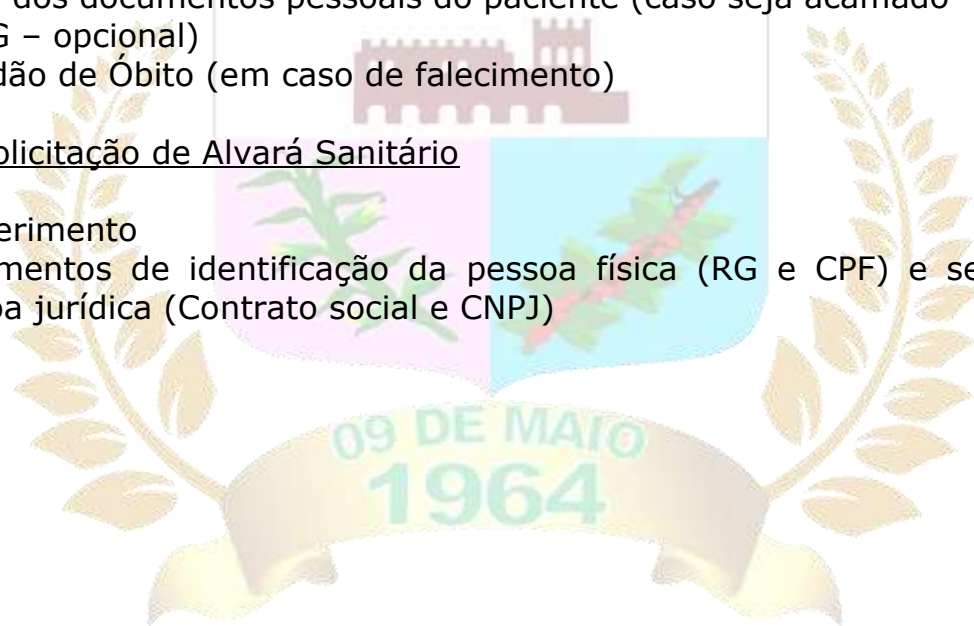 dos documentos pessoais do paciente (caso seja acamado
G – opcional)
dão de Óbito (em caso de falecimento)
olicitação de Alvará Sanitário
erimento
mentos de identificação da pessoa física (RG e CPF) e se
oa jurídica (Contrato social e CNPJ)
09 DE MAIO
1964